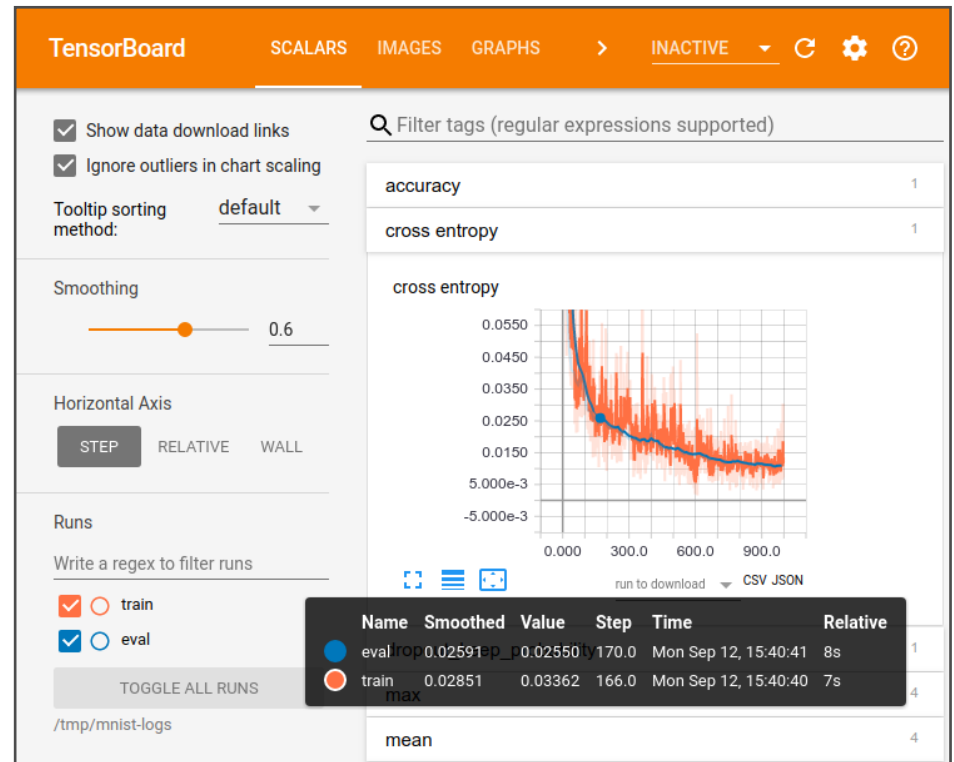 TensorBoard SCALARS IMAGES GRAPHS > INACTIVE
Show data download links
Ignore outliers in chart scaling
Tooltip sorting method: default
Smoothing
0.6
Horizontal Axis
STEP RELATIVE WALL
Runs
Write a regex to filter runs
train
eval
TOGGLE ALL RUNS
/tmp/mnist-logs
Filter tags (regular expressions supported)
accuracy 1
cross entropy 1
cross entropy
0.0550
0.0450
0.0350
0.0250
0.0150
5.000e-3
-5.000e-3
0.000 300.0 600.0 900.0
run to download CSV JSON
Name Smoothed Value Step Time Relative
eval 0.02591 0.02550 170.0 Mon Sep 12, 15:40:41 8s
train 0.02851 0.03362 166.0 Mon Sep 12, 15:40:40 7s
1
max 4
mean 4